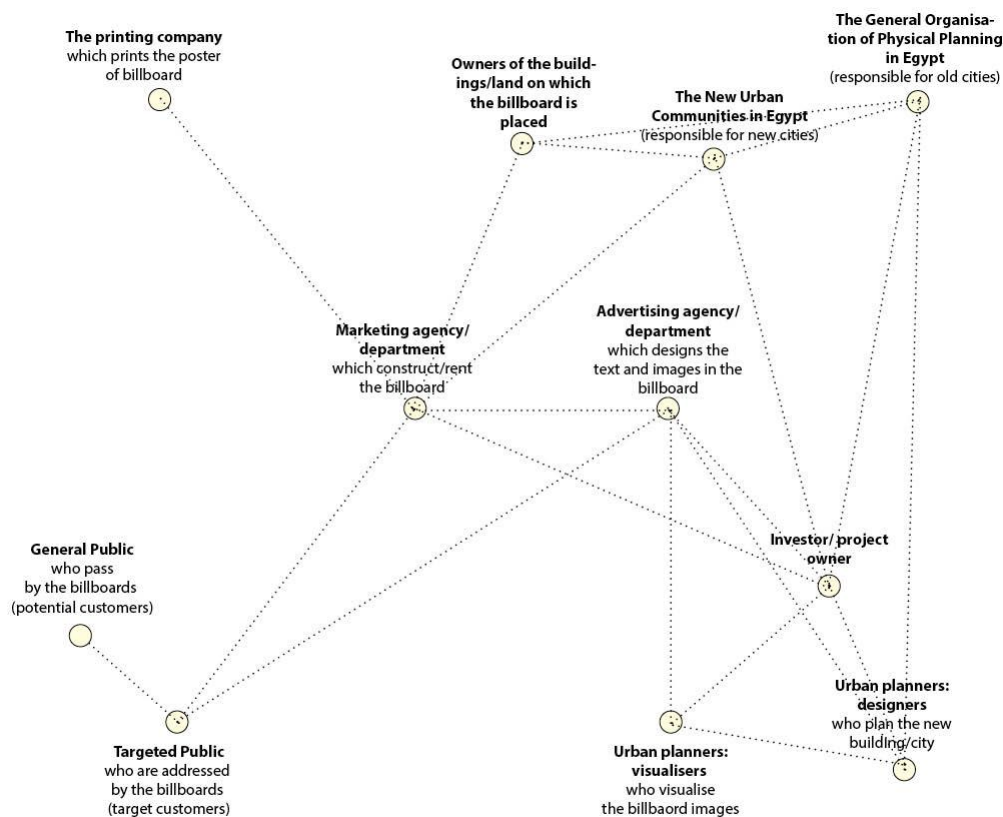 The printing company
which prints the poster
of billboard
Owners of the build-
ings/land on which
the billboard is
placed
The New Urban
Communities in Egypt
(responsible for new cities)
The General Organisa-
tion of Physical Planning
in Egypt
(responsible for old cities)
Marketing agency/
department
which construct/rent
the billboard
Advertising agency/
department
which designs the
text and images in the
billboard
General Public
who pass
by the billboards
(potential customers)
Investor/ project
owner
Targeted Public
who are addressed
by the billboards
(target customers)
Urban planners:
visualisers
who visualise
the billbaord images
Urban planners:
designers
who plan the new
building/city